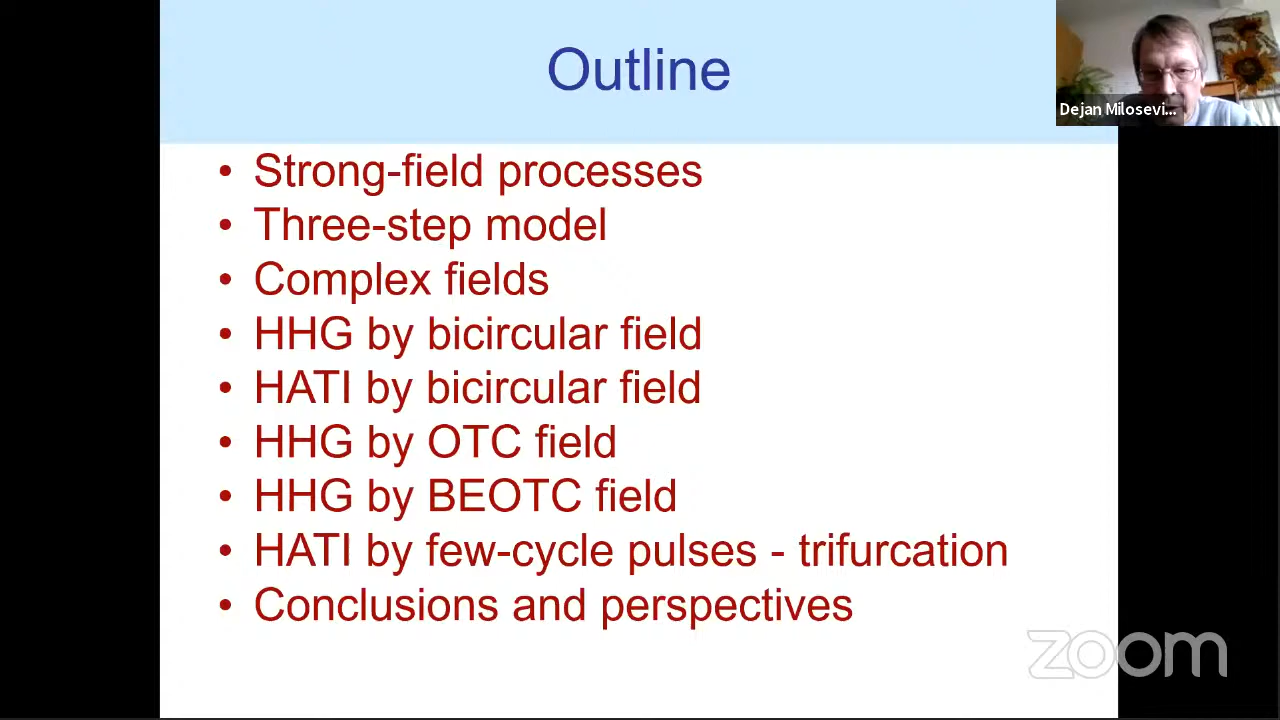 Outline
Dejan Milosevi...
• Strong-field processes
• Three-step model
• Complex fields
• HHG by bicircular field
• HATI by bicircular field
• HHG by OTC field
• HHG by BEOTC field
• HATI by few-cycle pulses - trifurcation
• Conclusions and perspectives
zoom